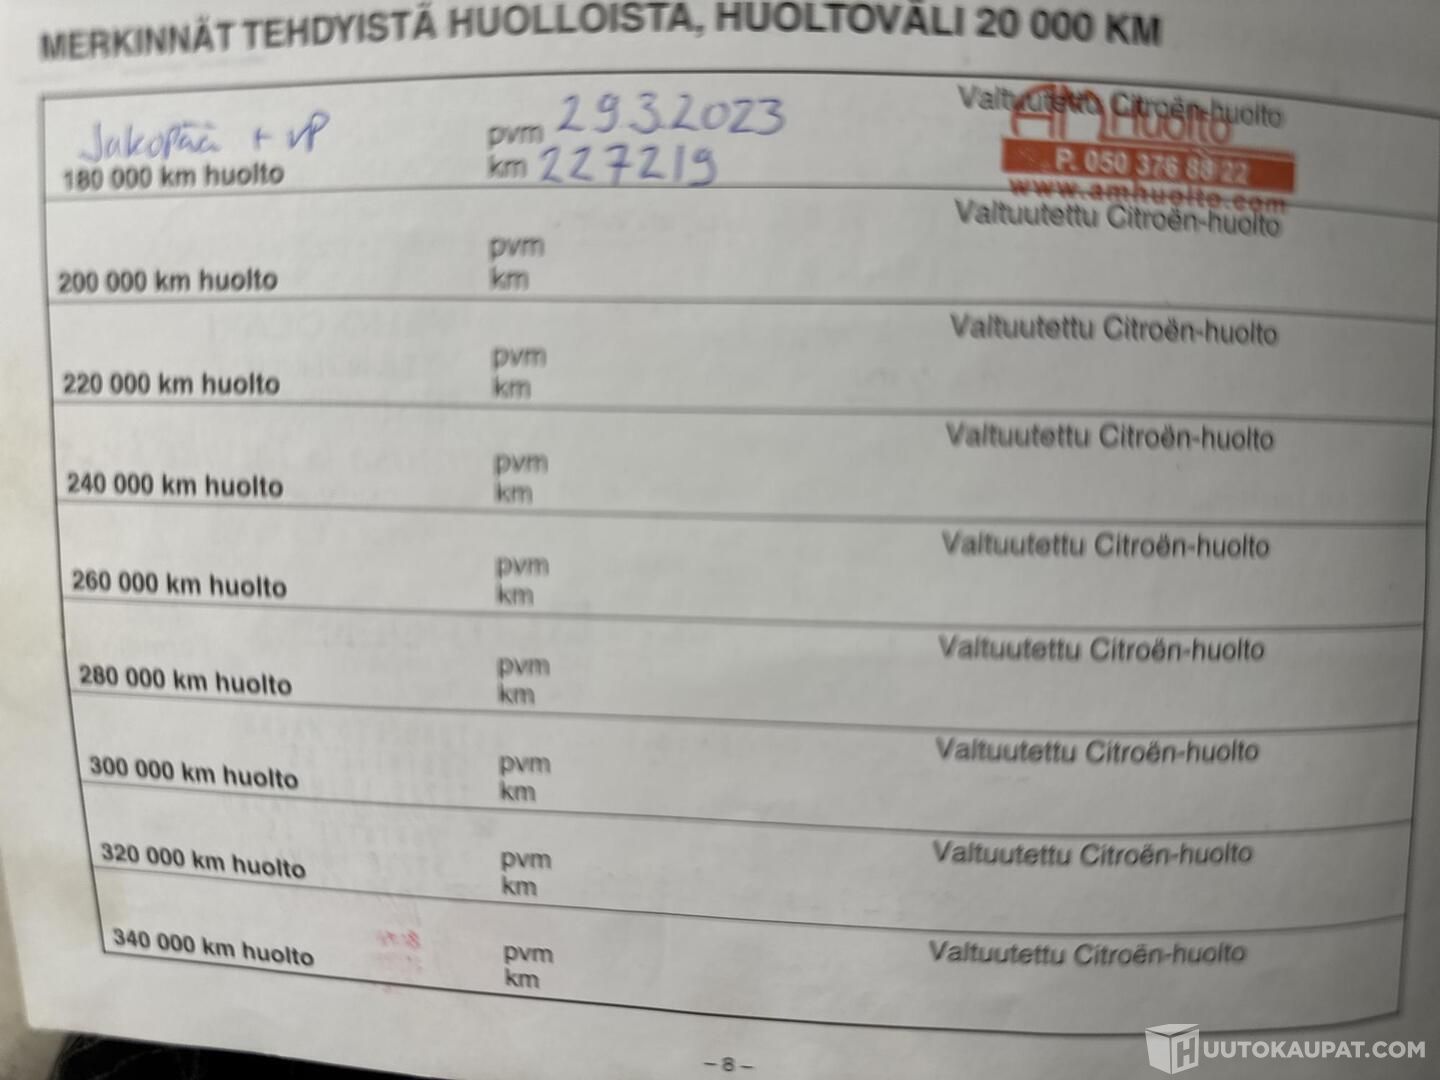 MERKINNÄT TEHDYISTÄ HUOLLOISTA, HUOLTOVÄLI 20 000 KM
Jakopää + VP
180 000 km huolto
pvm 29.3.2023
km 227219
Valtuutettu Citroën-huolto
AM Huolto
P. 050 376 88 22
www.amhuolto.com
200 000 km huolto
pvm
km
Valtuutettu Citroën-huolto
220 000 km huolto
pvm
km
Valtuutettu Citroën-huolto
240 000 km huolto
pvm
km
Valtuutettu Citroën-huolto
260 000 km huolto
pvm
km
Valtuutettu Citroën-huolto
280 000 km huolto
pvm
km
Valtuutettu Citroën-huolto
300 000 km huolto
pvm
km
Valtuutettu Citroën-huolto
320 000 km huolto
pvm
km
Valtuutettu Citroën-huolto
340 000 km huolto
pvm
km
Valtuutettu Citroën-huolto
– 8 –
HUUTOKAUPAT.COM